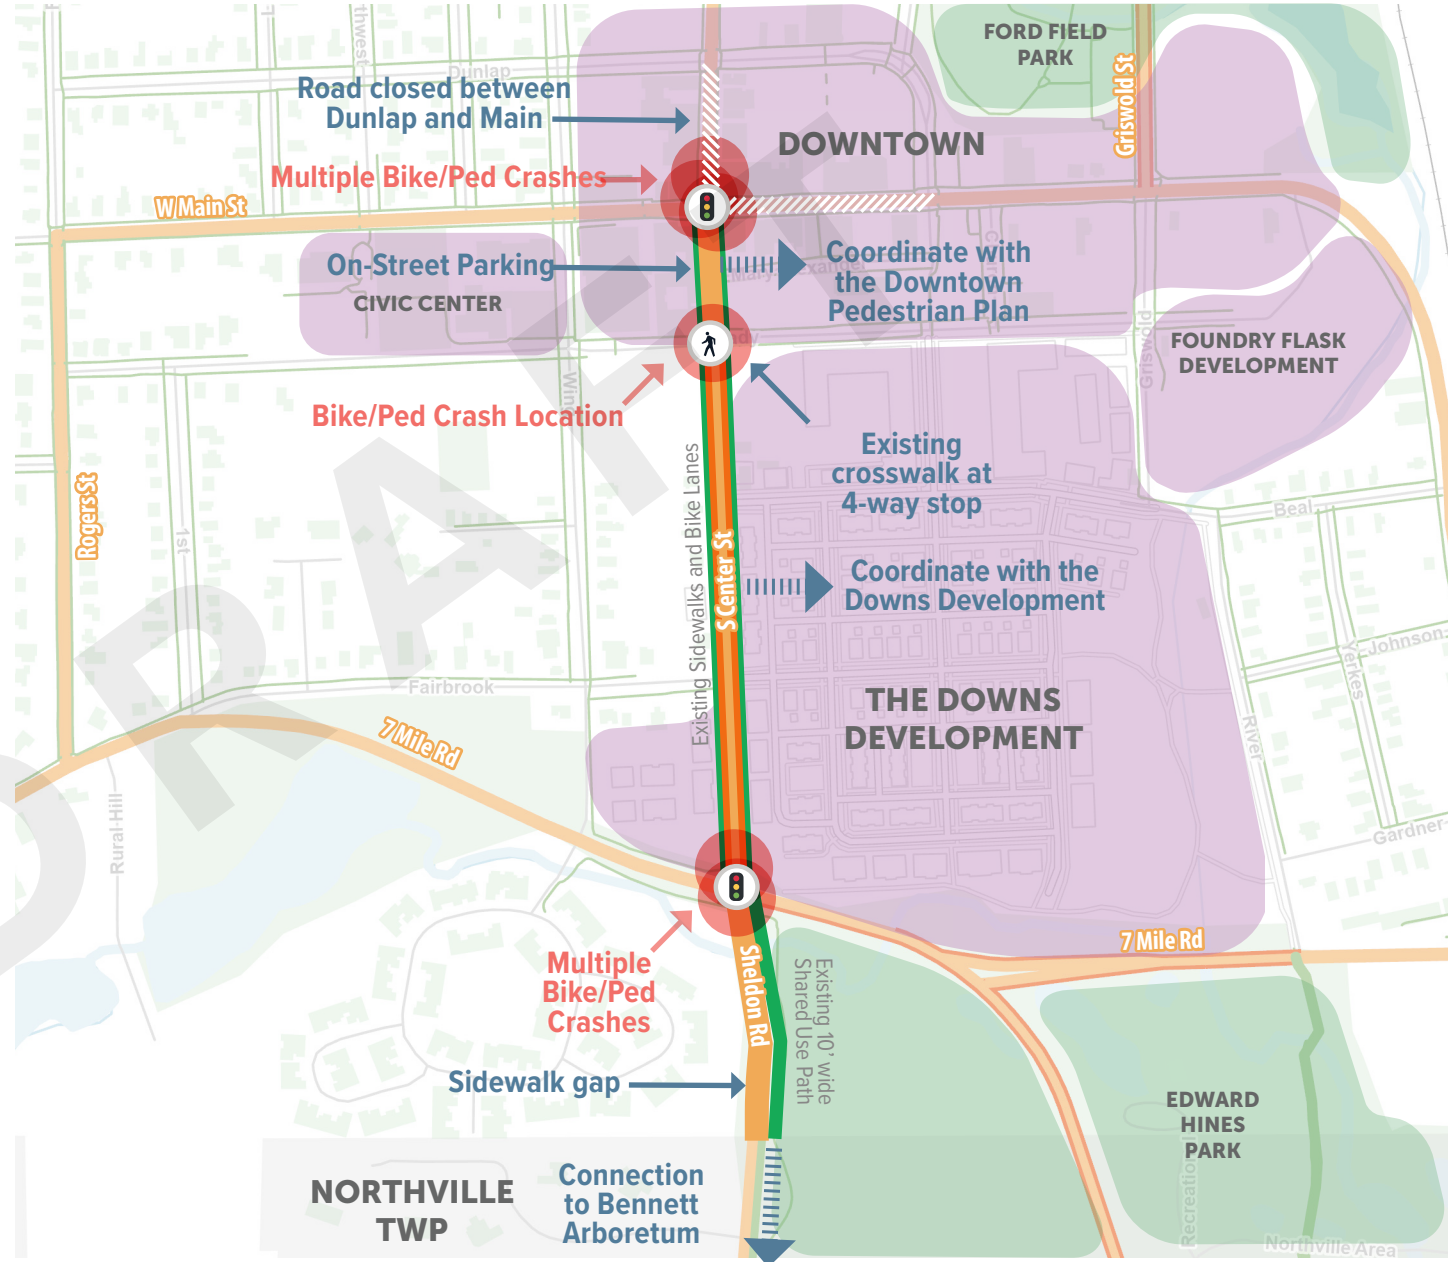 FORD FIELD
PARK
Griswold St
thwest
Dunlap
Road closed between
Dunlap and Main
DOWNTOWN
Multiple Bike/Ped Crashes
W Main St
On-Street Parking
CIVIC CENTER
Coordinate with
the Downtown
Pedestrian Plan
Griswold
FOUNDRY FLASK
DEVELOPMENT
Bike/Ped Crash Location
Existing
crosswalk at
4-way stop
Existing Sidewalks and Bike Lanes
S Center St
Rogers St
1st
Beal
Coordinate with the
Downs Development
Johnson
Yerkes
Fairbrook
THE DOWNS
DEVELOPMENT
7 Mile Rd
River
Rural Hill
Gardner
DRAFT
7 Mile Rd
Multiple
Bike/Ped
Crashes
Sheldon Rd
Existing 10' wide
Shared Use Path
Sidewalk gap
EDWARD
HINES
PARK
Recreation
NORTHVILLE
TWP
Connection
to Bennett
Arboretum
Northville Area